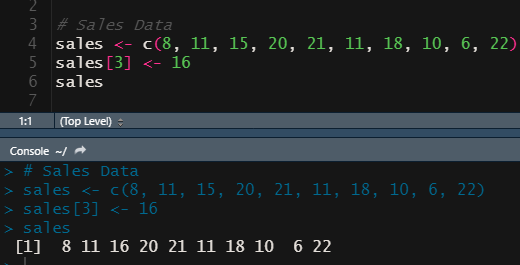 2
3 # Sales Data
4 sales <- c(8, 11, 15, 20, 21, 11, 18, 10, 6, 22)
5 sales[3] <- 16
6 sales
7
1:1 (Top Level)
Console ~/
> # Sales Data
> sales <- c(8, 11, 15, 20, 21, 11, 18, 10, 6, 22)
> sales[3] <- 16
> sales
[1]  8 11 16 20 21 11 18 10  6 22
>